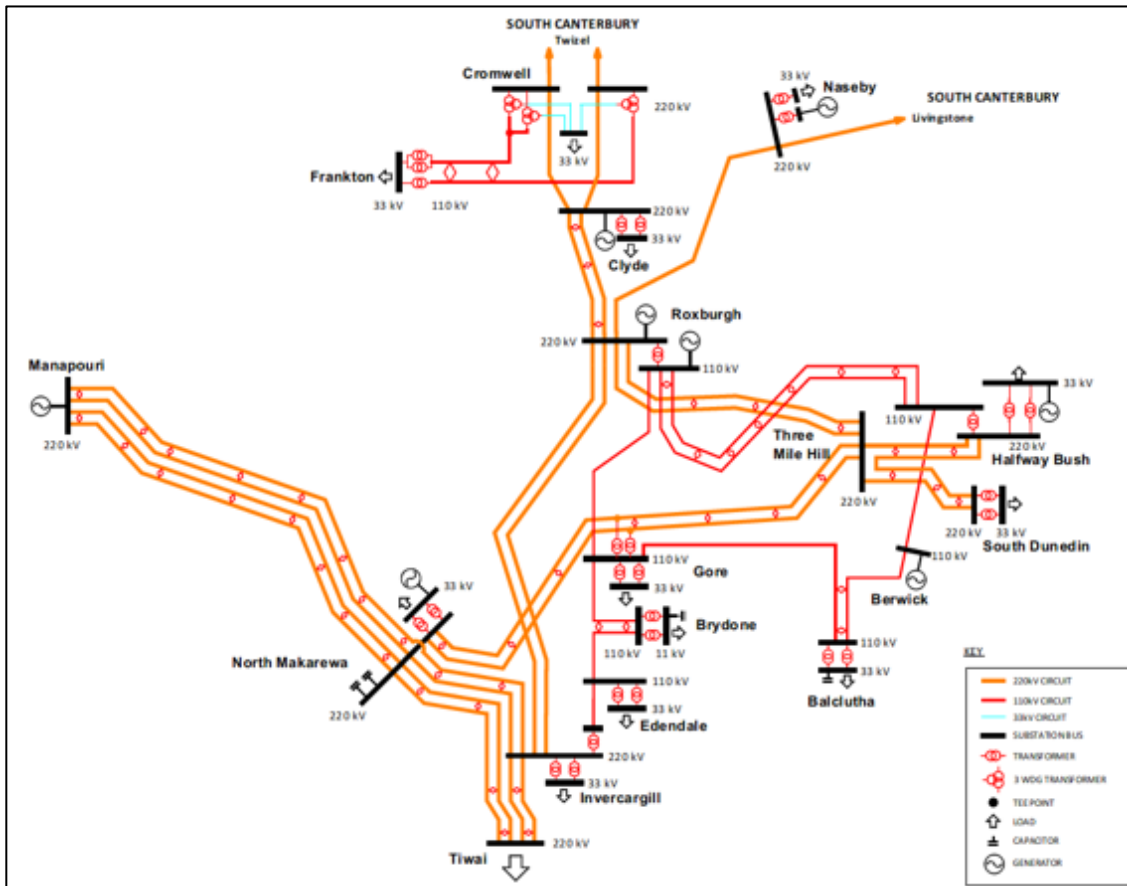 SOUTH CANTERBURY
Twizel
Cromwell
220 kV
33 kV
Frankton
33 kV
110 kV
33 kV
Naseby
SOUTH CANTERBURY
Livingstone
220 kV
220 kV
33 kV
Clyde
Roxburgh
220 kV
110 kV
Manapouri
220 kV
33 kV
110 kV
Three
Mile Hill
220 kV
Halfway Bush
220 kV
220 kV
33 kV
South Dunedin
110 kV
Berwick
110 kV
Gore
33 kV
33 kV
North Makarewa
220 kV
Brydone
110 kV
11 kV
110 kV
33 kV
Balclutha
110 kV
33 kV
Edendale
220 kV
33 kV
Invercargill
Tiwai
220 kV
KEY
220kV CIRCUIT
110kV CIRCUIT
33kV CIRCUIT
SUBSTATION BUS
TRANSFORMER
3 WDG TRANSFORMER
TEE POINT
LOAD
CAPACITOR
GENERATOR